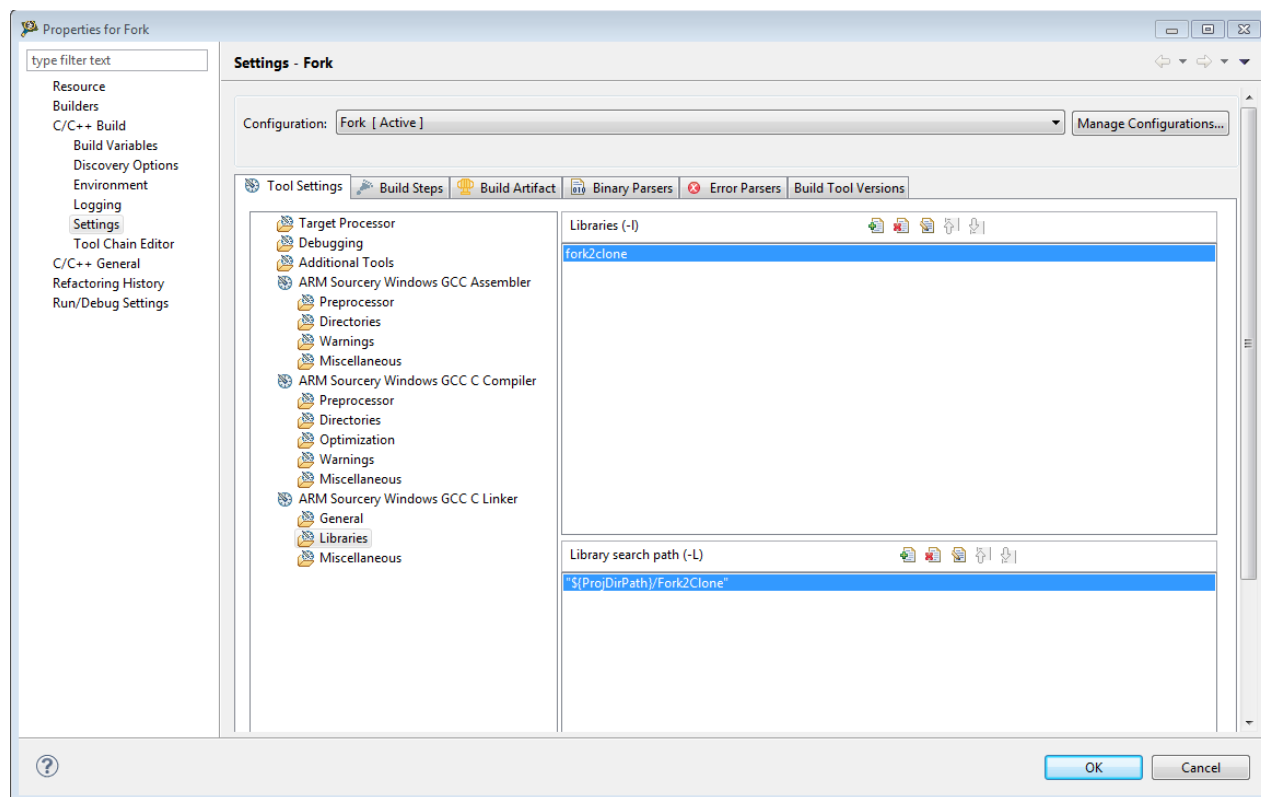 Properties for Fork
type filter text
Resource
Builders
C/C++ Build
Build Variables
Discovery Options
Environment
Logging
Settings
Tool Chain Editor
C/C++ General
Refactoring History
Run/Debug Settings
Settings - Fork
Configuration: Fork [ Active ] Manage Configurations...
Tool Settings Build Steps Build Artifact Binary Parsers Error Parsers Build Tool Versions
Target Processor
Debugging
Additional Tools
ARM Sourcery Windows GCC Assembler
Preprocessor
Directories
Warnings
Miscellaneous
ARM Sourcery Windows GCC C Compiler
Preprocessor
Directories
Optimization
Warnings
Miscellaneous
ARM Sourcery Windows GCC C Linker
General
Libraries
Miscellaneous
Libraries (-l)
fork2clone
Library search path (-L)
"${ProjDirPath}/Fork2Clone"
OK Cancel